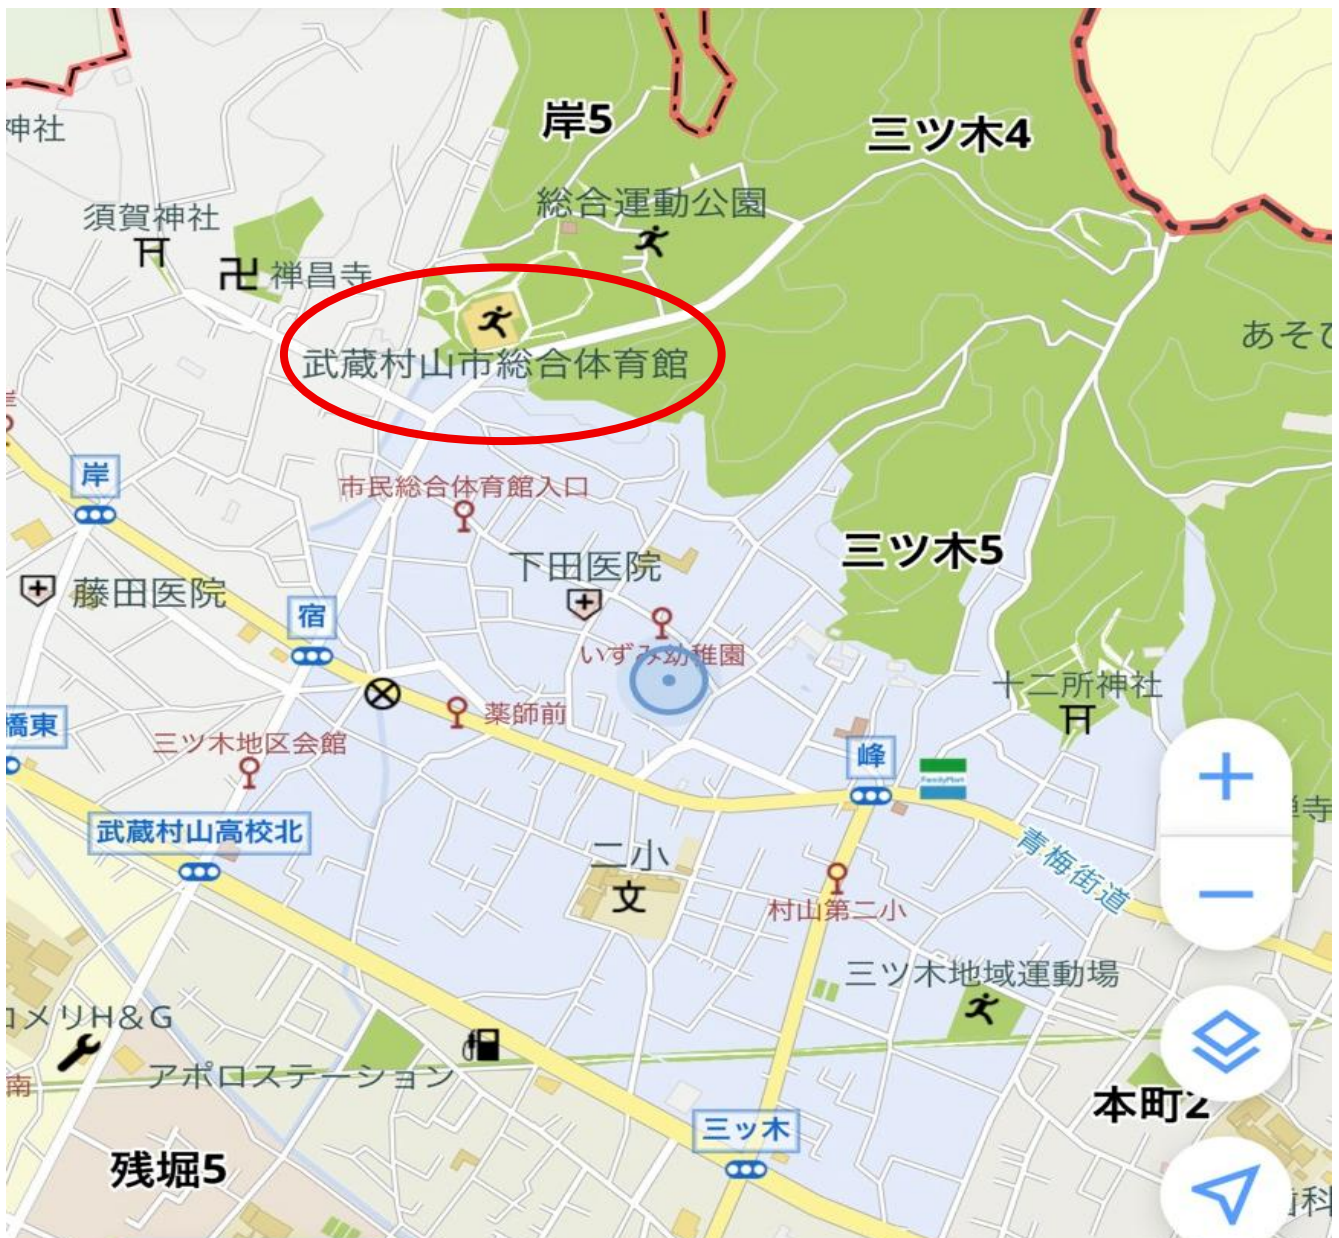 岸5
三ツ木4
神社
総合運動公園
須賀神社
禅昌寺
あそび
武蔵村山市総合体育館
岸
市民総合体育館入口
三ツ木5
下田医院
藤田医院
宿
いずみ幼稚園
十二所神社
薬師前
橋東
三ツ木地区会館
峰
FamilyMart
武蔵村山高校北
二小
文
青梅街道
村山第二小
三ツ木地域運動場
コメリH&G
南
アポロステーション
本町2
三ッ木
残堀5
歯科